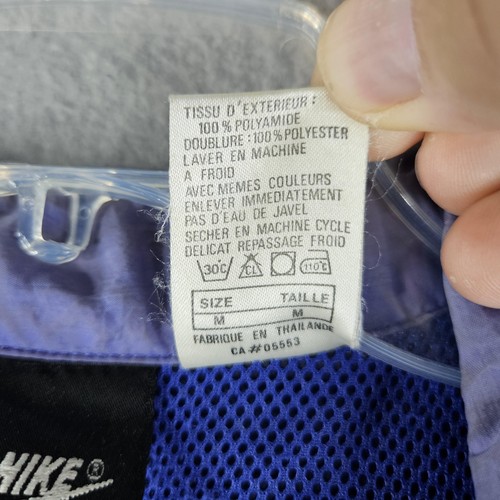 TISSU D'EXTERIEUR:
100% POLYAMIDE
DOUBLURE: 100% POLYESTER
LAVER EN MACHINE
A FROID
AVEC MEMES COULEURS
ENLEVER IMMEDIATEMENT
PAS D'EAU DE JAVEL
SECHER EN MACHINE CYCLE
DELICAT REPASSAGE FROID
30C CL 110°C
SIZE TAILLE
M M
FABRIQUE EN THAILANDE
CA#05553
NIKE ®